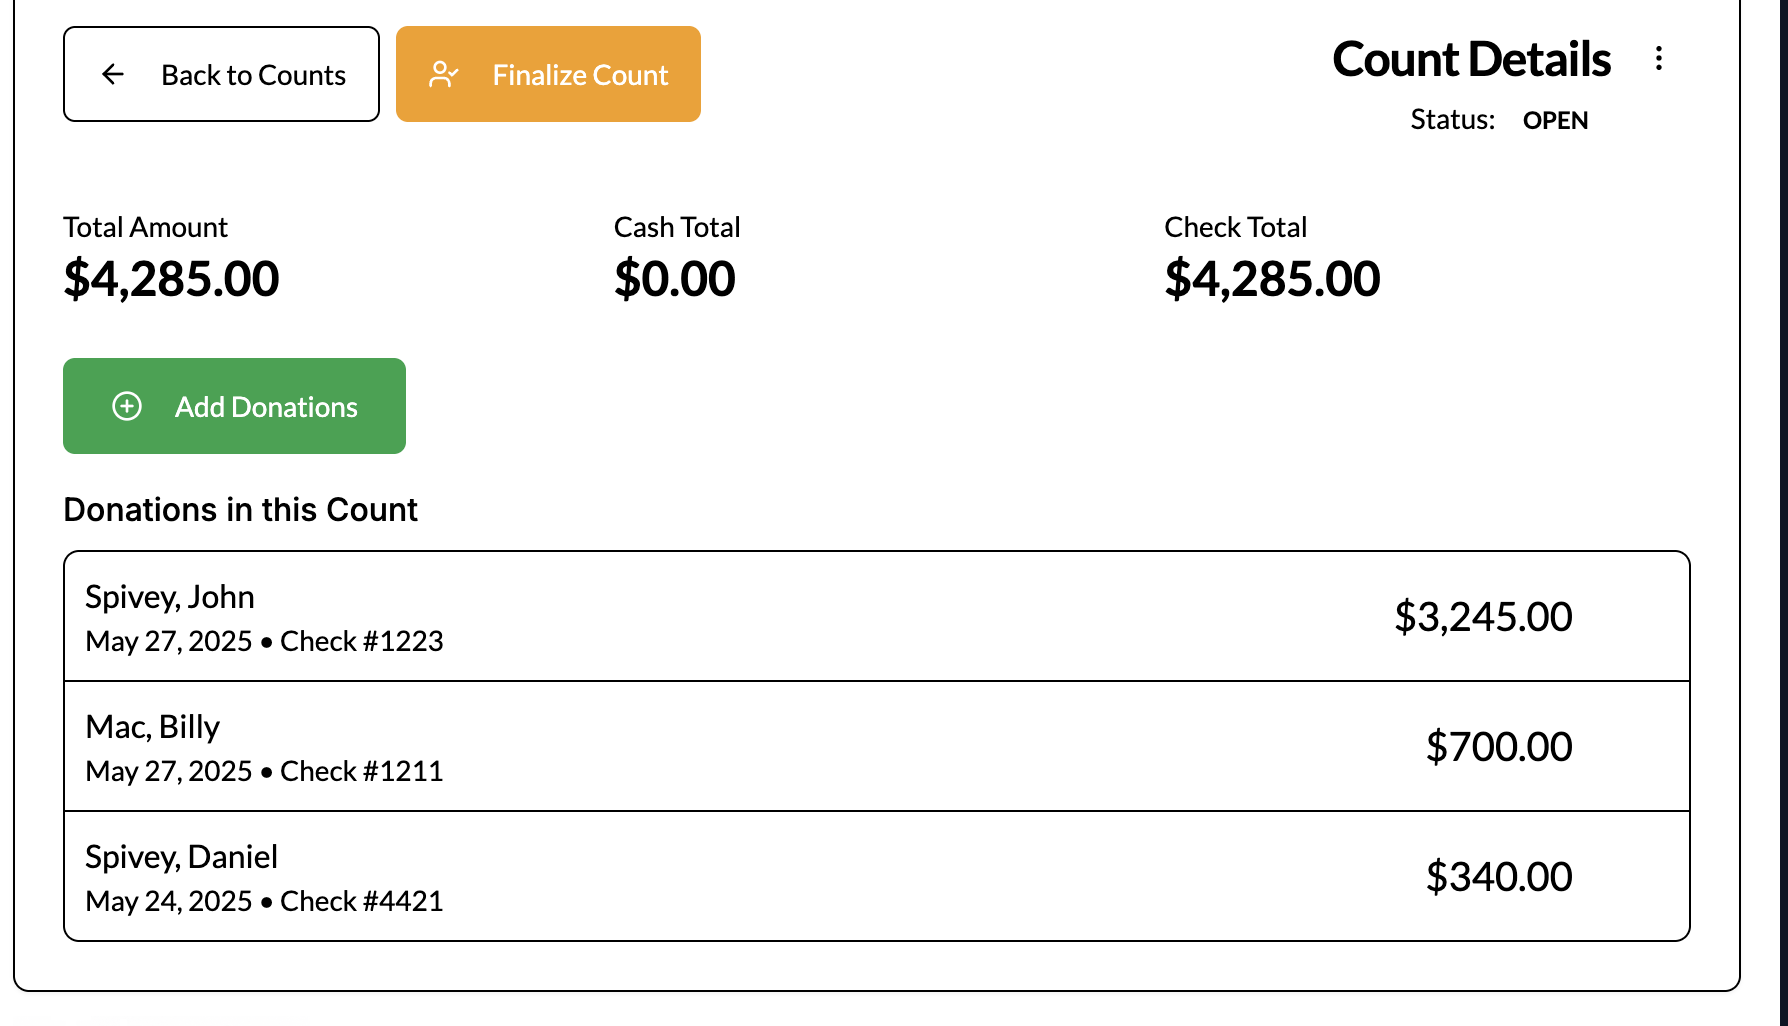 Back to Counts
Finalize Count
Count Details
Status: OPEN
Total Amount
$4,285.00
Cash Total
$0.00
Check Total
$4,285.00
Add Donations
Donations in this Count
Spivey, John
May 27, 2025 • Check #1223
$3,245.00
Mac, Billy
May 27, 2025 • Check #1211
$700.00
Spivey, Daniel
May 24, 2025 • Check #4421
$340.00